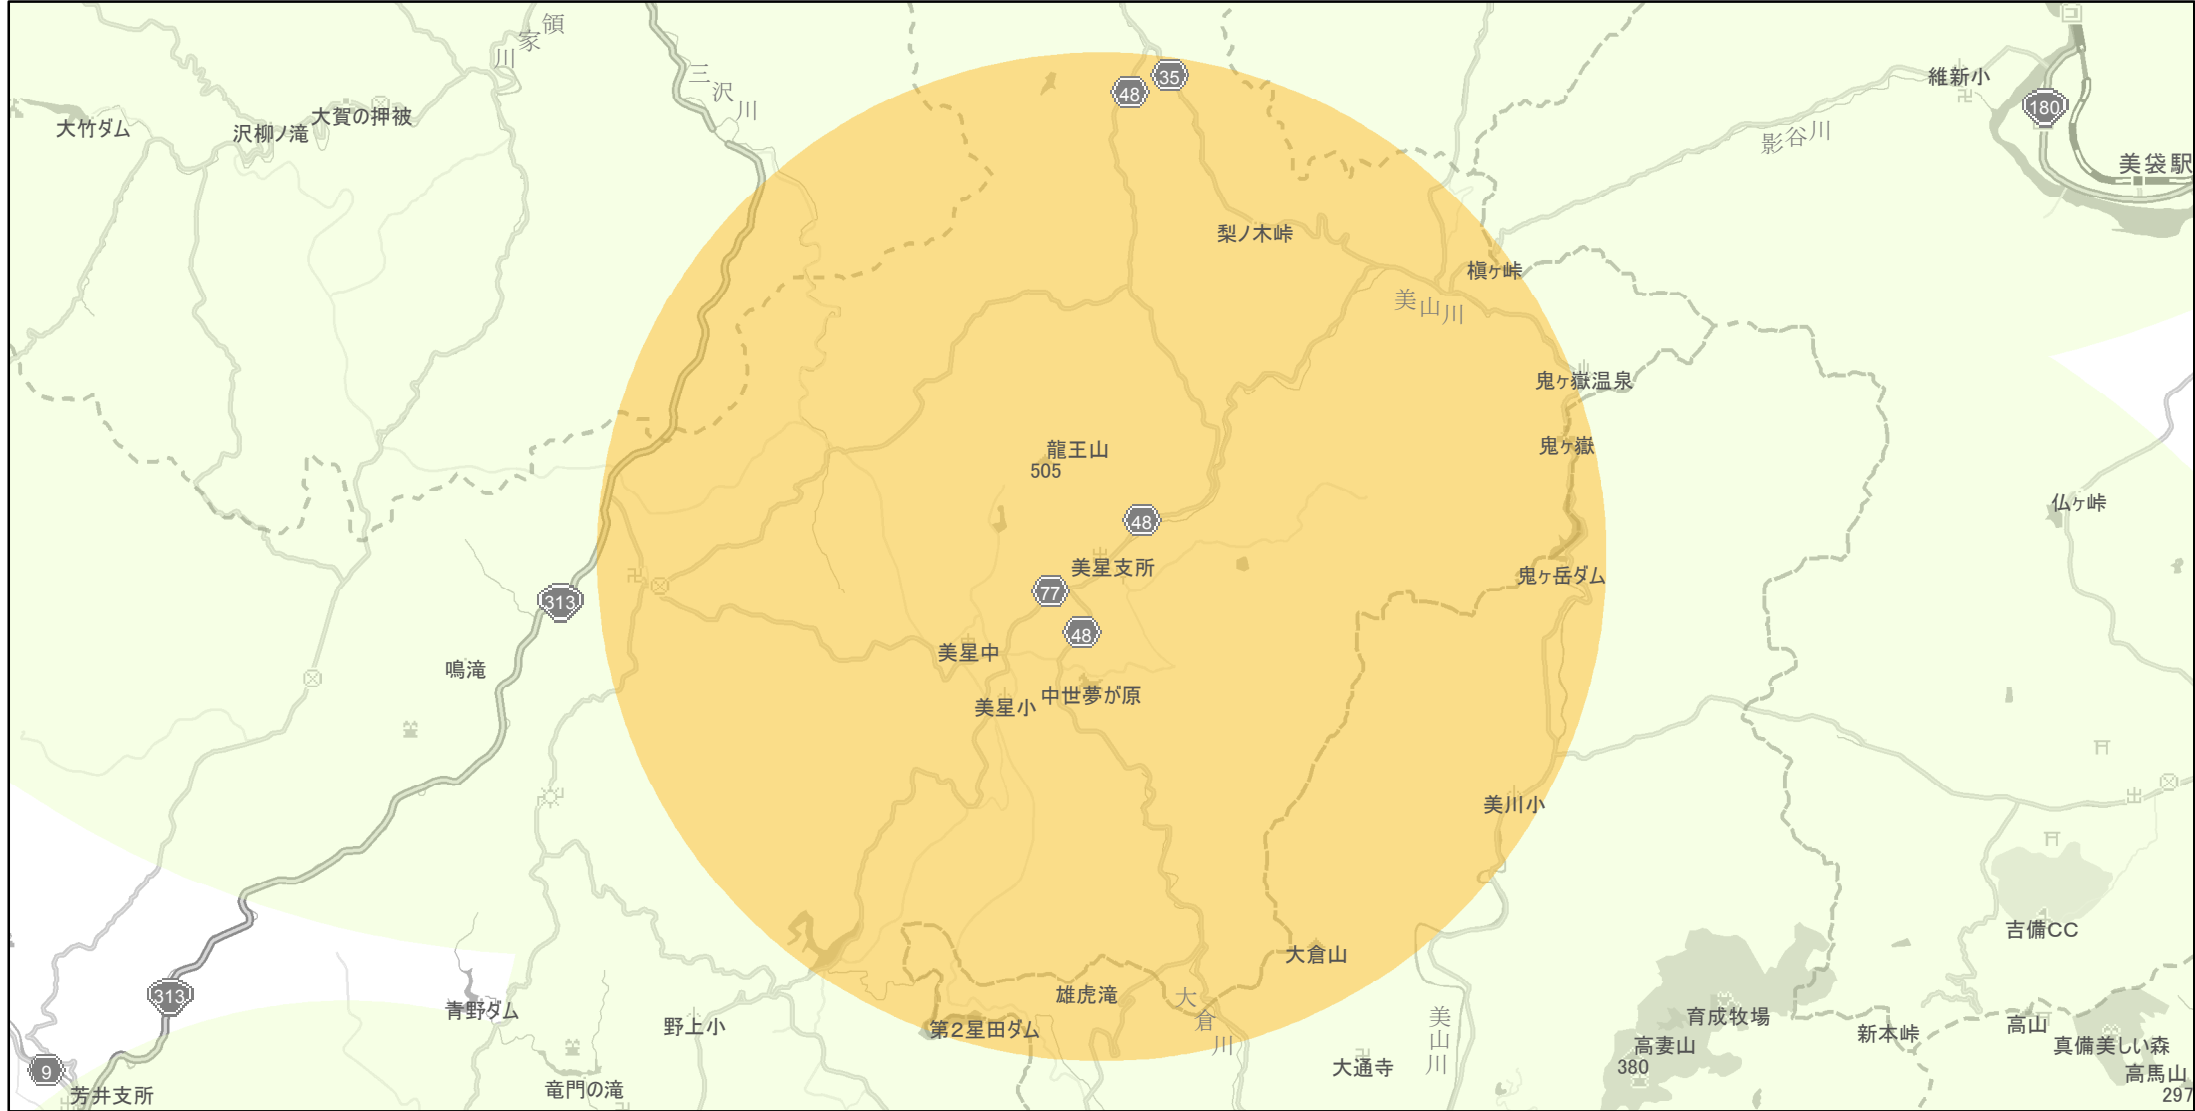 領家川
三沢川
35
48
維新小
180
大賀の押被
大竹ダム
沢柳ノ滝
影谷川
美袋駅
梨ノ木峠
槇ヶ峠
美山川
鬼ヶ嶽温泉
鬼ヶ嶽
龍王山
505
仏ヶ峠
48
美星支所
鬼ヶ岳ダム
77
313
48
美星中
鳴滝
中世夢が原
美星小
美川小
吉備CC
大倉山
雄虎滝
313
大倉川
青野ダム
野上小
第2星田ダム
美山川
育成牧場
新本峠
高山
高妻山
380
真備美しい森
大通寺
9
芳井支所
竜門の滝
高馬山
297